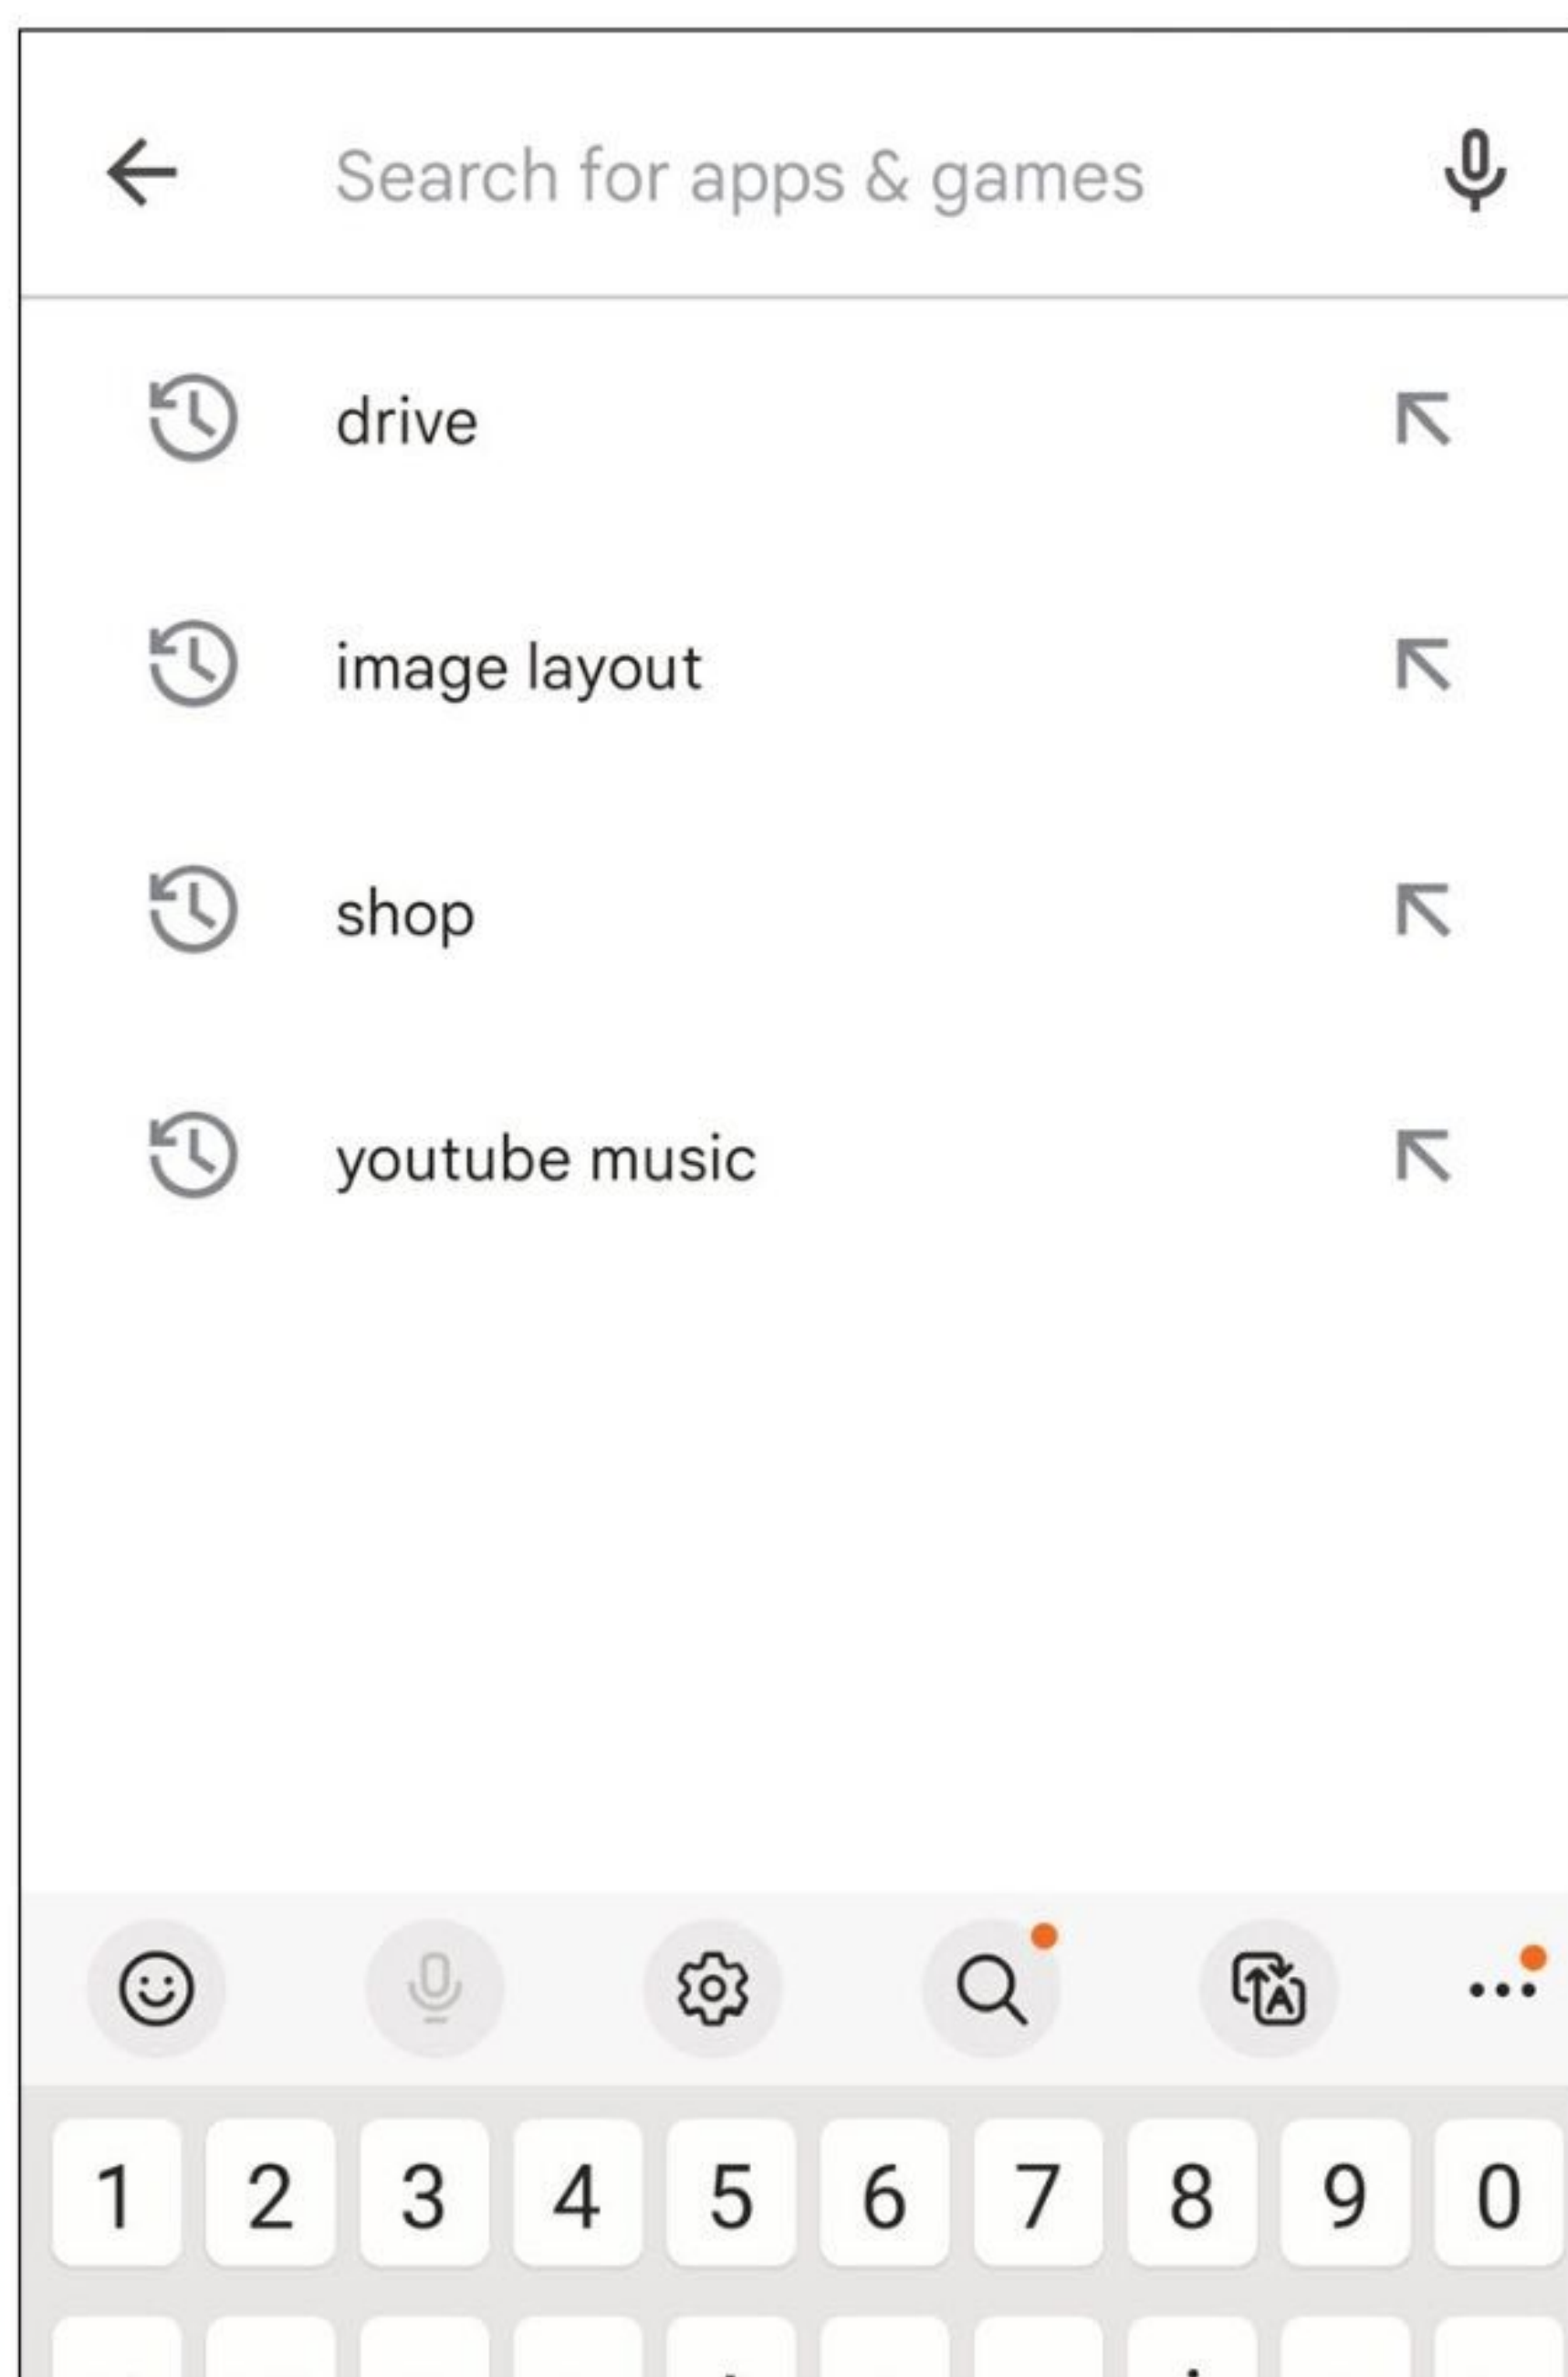 Search for apps & games
drive
image layout
shop
youtube music
1 2 3 4 5 6 7 8 9 0